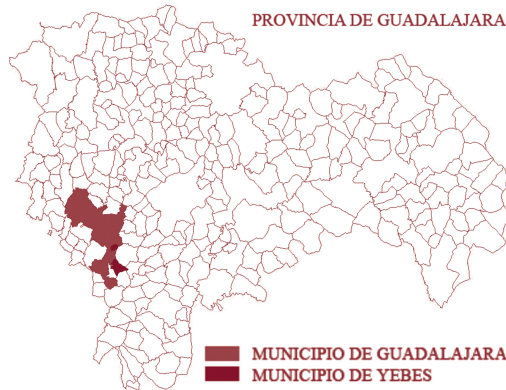 PROVINCIA DE GUADALAJARA
MUNICIPIO DE GUADALAJARA
MUNICIPIO DE YEBES